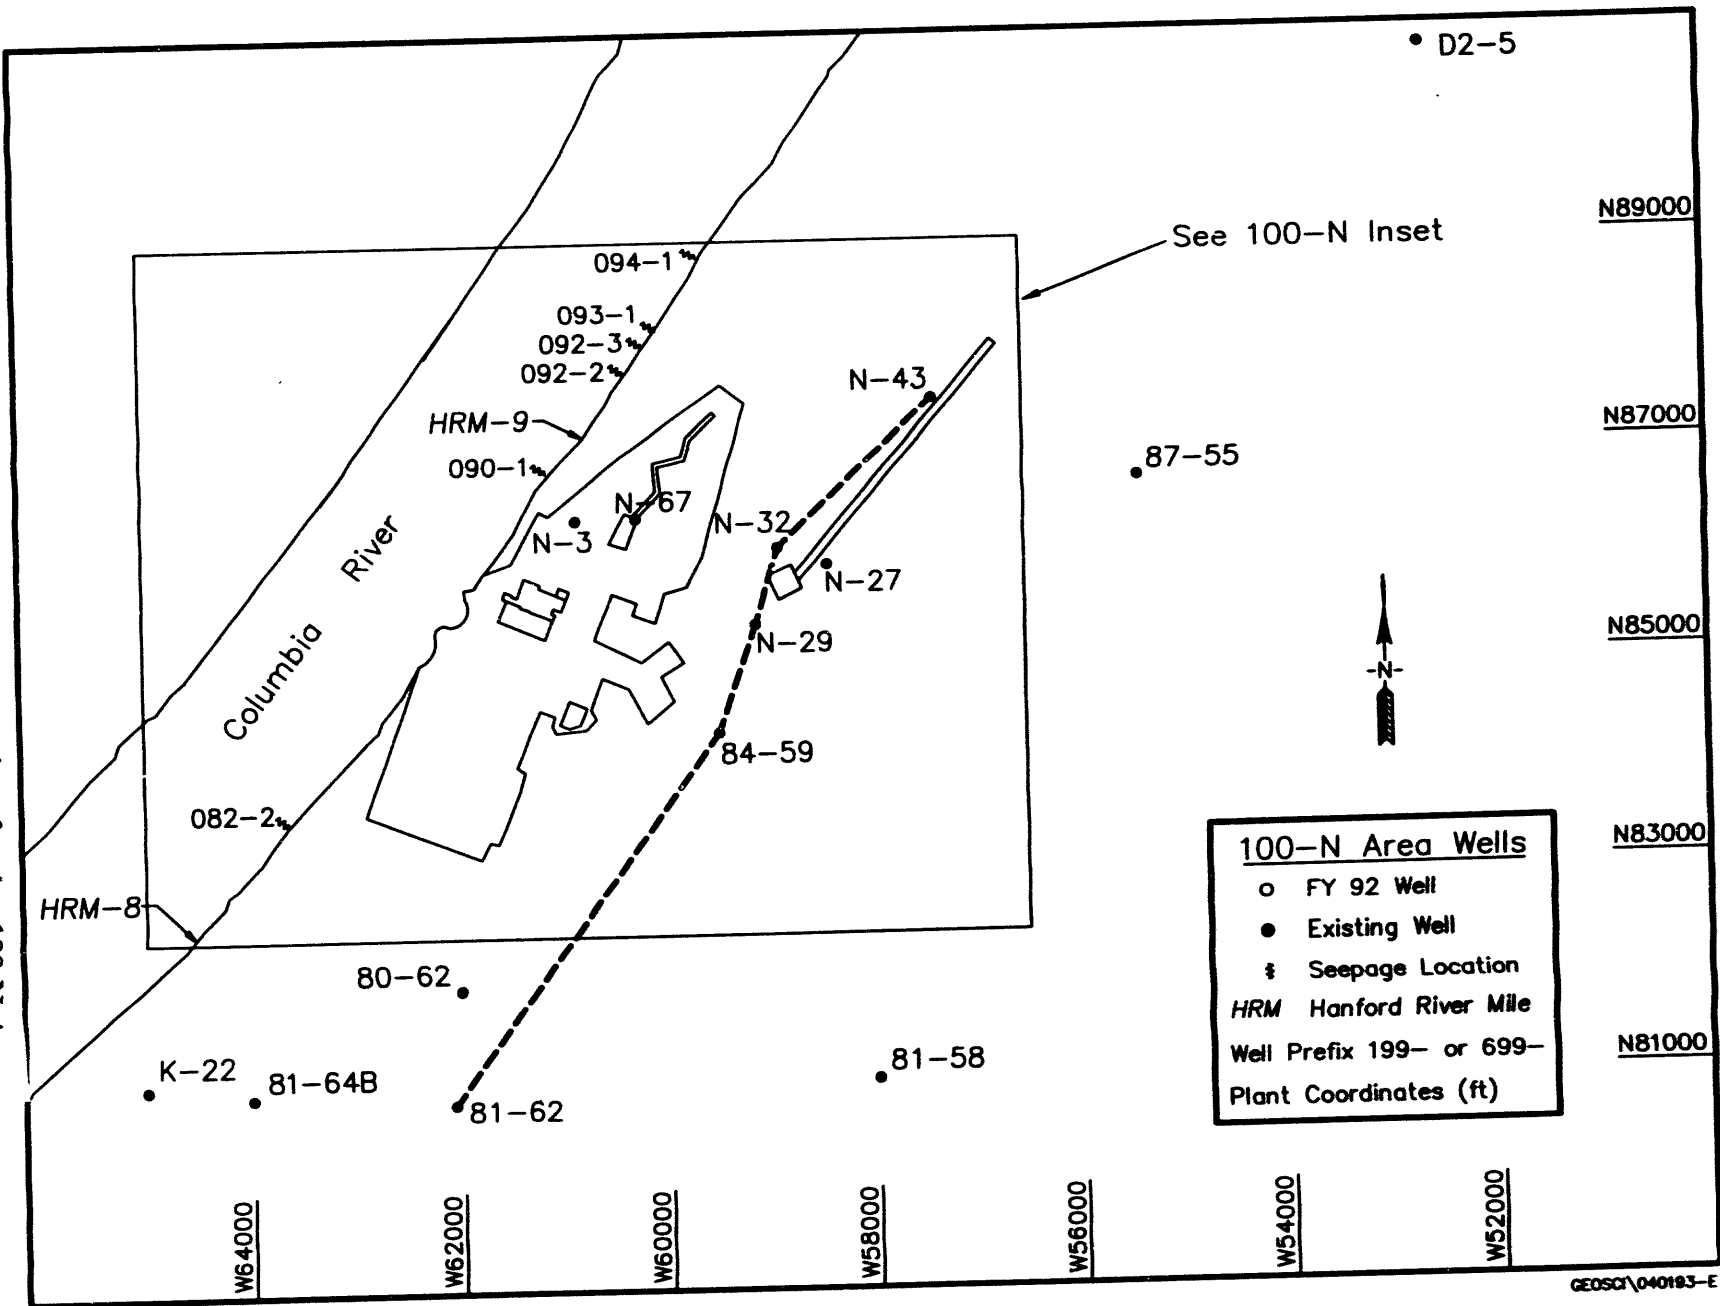 D2-5
N89000
See 100-N Inset
094-1
093-1
092-3
092-2
N-43
HRM-9
N87000
090-1
87-55
N-67
N-32
N-3
N-27
River
Columbia
N-29
N85000
-N-
84-59
082-2
N83000
HRM-8
80-62
K-22
81-64B
81-62
81-58
N81000
100-N Area Wells
FY 92 Well
Existing Well
Seepage Location
HRM Hanford River Mile
Well Prefix 199- or 699-
Plant Coordinates (ft)
W64000
W62000
W60000
W58000
W56000
W54000
W52000
GEOSCI\040193-E